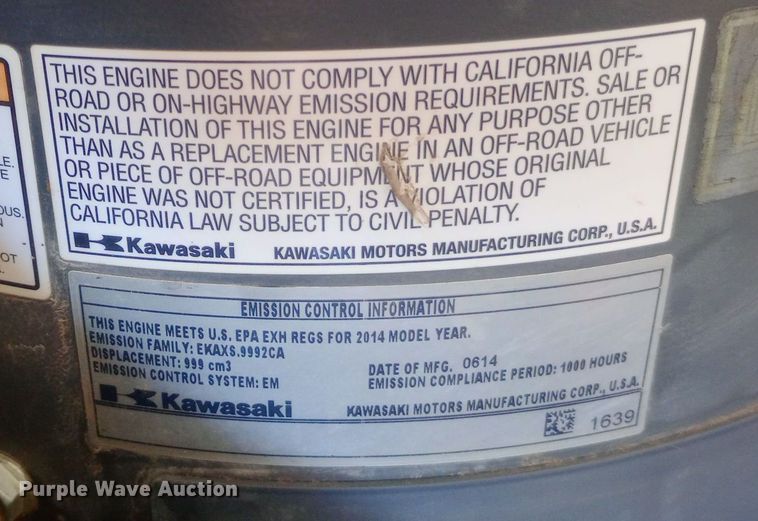 THIS ENGINE DOES NOT COMPLY WITH CALIFORNIA OFF-
ROAD OR ON-HIGHWAY EMISSION REQUIREMENTS. SALE OR
INSTALLATION OF THIS ENGINE FOR ANY PURPOSE OTHER
THAN AS A REPLACEMENT ENGINE IN AN OFF-ROAD VEHICLE
OR PIECE OF OFF-ROAD EQUIPMENT WHOSE ORIGINAL
ENGINE WAS NOT CERTIFIED, IS A VIOLATION OF
CALIFORNIA LAW SUBJECT TO CIVIL PENALTY.
Kawasaki KAWASAKI MOTORS MANUFACTURING CORP., U.S.A.
EMISSION CONTROL INFORMATION
THIS ENGINE MEETS U.S. EPA EXH REGS FOR 2014 MODEL YEAR.
EMISSION FAMILY: EKAXS.9992CA
DISPLACEMENT: 999 cm3 DATE OF MFG. 0614
EMISSION CONTROL SYSTEM: EM EMISSION COMPLIANCE PERIOD: 1000 HOURS
Kawasaki KAWASAKI MOTORS MANUFACTURING CORP., U.S.A.
1639
Purple Wave Auction